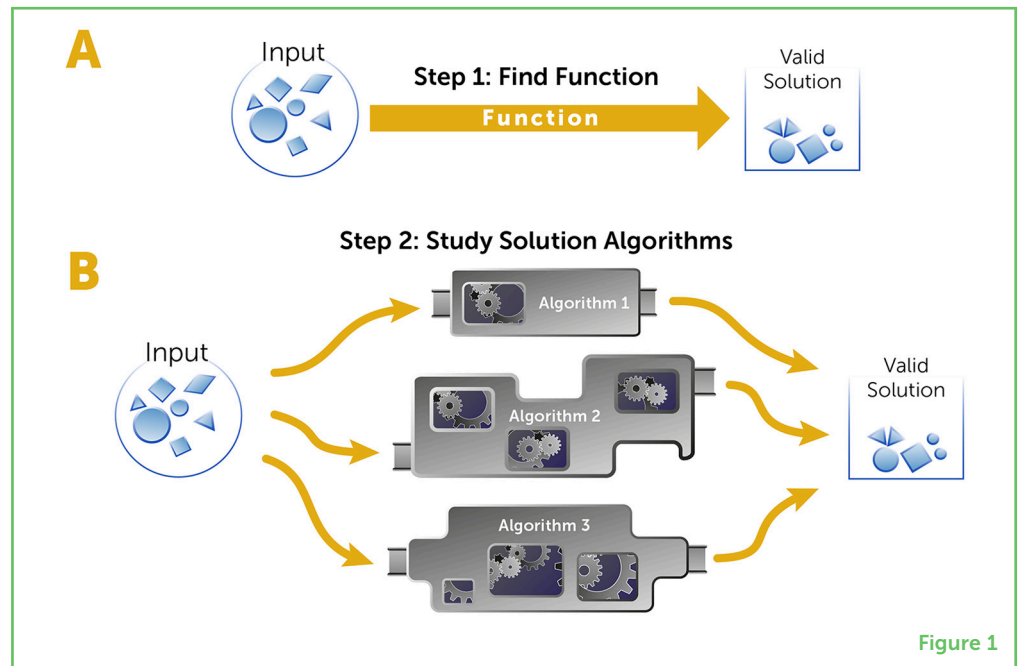 A
Input
Step 1: Find Function
Function
Valid
Solution
Step 2: Study Solution Algorithms
B
Input
Algorithm 1
Algorithm 2
Algorithm 3
Valid
Solution
Figure 1